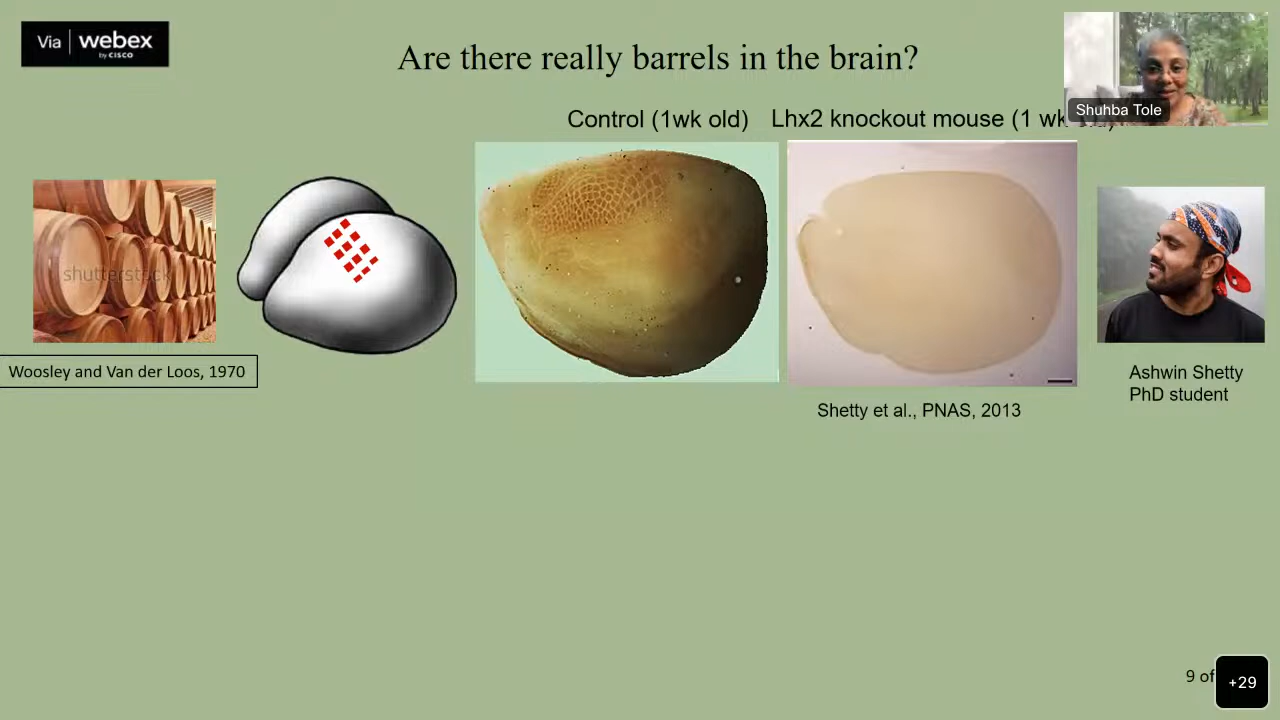 Via webex
by CISCO
Are there really barrels in the brain?
Shuhba Tole
Control (1wk old)
Lhx2 knockout mouse (1 wk
shutterstock
Woosley and Van der Loos, 1970
Ashwin Shetty
PhD student
Shetty et al., PNAS, 2013
9 of
+29